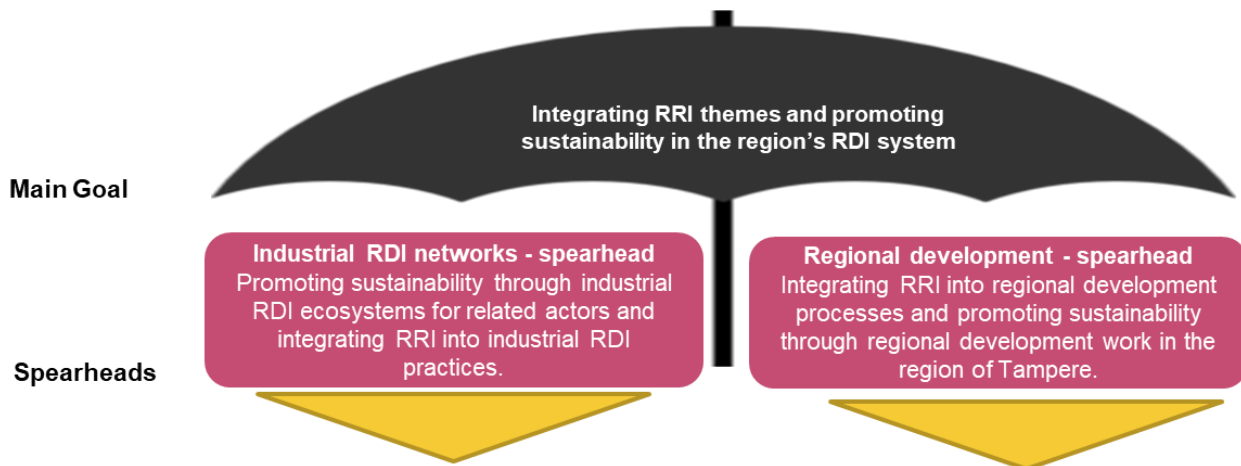 Integrating RRI themes and promoting
sustainability in the region's RDI system
Main Goal
Industrial RDI networks - spearhead
Promoting sustainability through industrial
RDI ecosystems for related actors and
integrating RRI into industrial RDI
practices.
Regional development - spearhead
Integrating RRI into regional development
processes and promoting sustainability
through regional development work in the
region of Tampere.
Spearheads